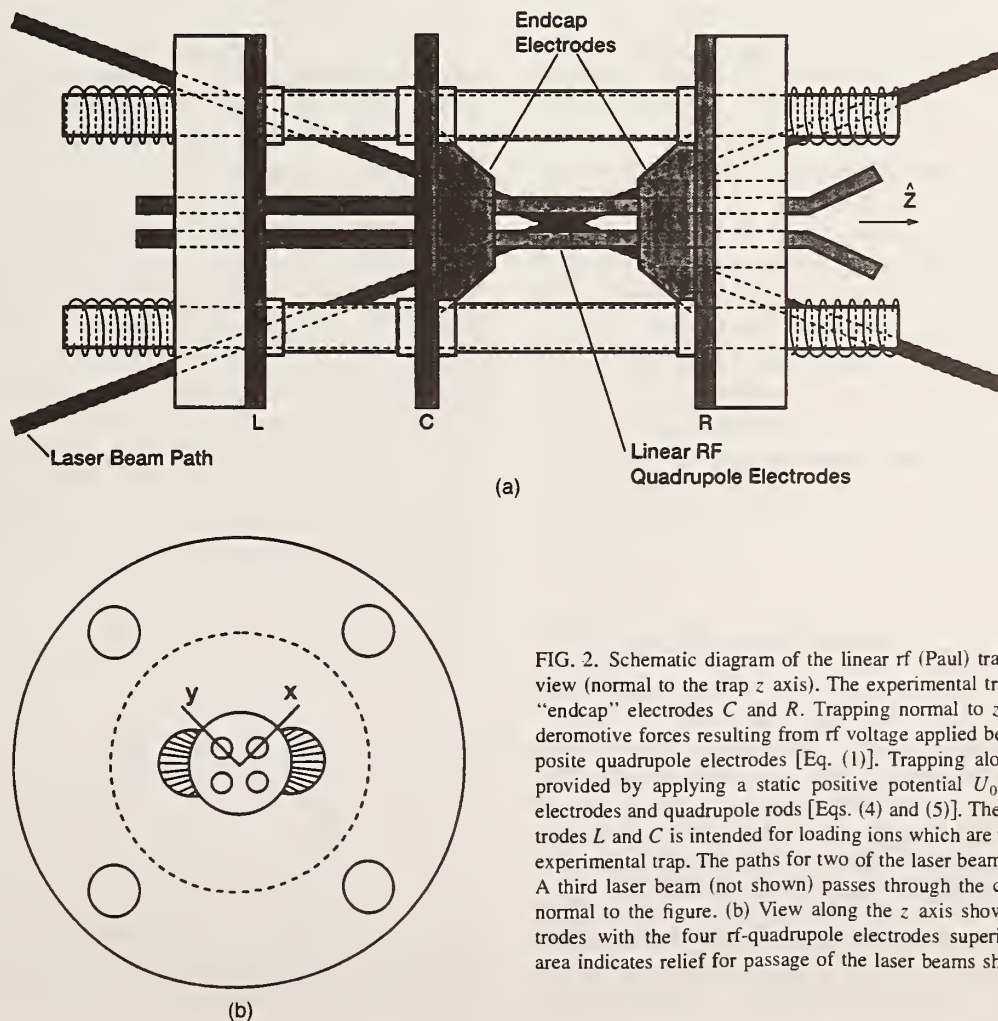 Endcap
Electrodes
ẑ
L
C
R
Laser Beam Path
Linear RF
Quadrupole Electrodes
(a)
y
x
(b)
FIG. 2. Schematic diagram of the linear rf (Paul) tra
view (normal to the trap z axis). The experimental tr
"endcap" electrodes C and R. Trapping normal to z
deromotive forces resulting from rf voltage applied be
posite quadrupole electrodes [Eq. (1)]. Trapping alo
provided by applying a static positive potential U₀
electrodes and quadrupole rods [Eqs. (4) and (5)]. The
trodes L and C is intended for loading ions which are
experimental trap. The paths for two of the laser beam
A third laser beam (not shown) passes through the c
normal to the figure. (b) View along the z axis show
trodes with the four rf-quadrupole electrodes superi
area indicates relief for passage of the laser beams sh